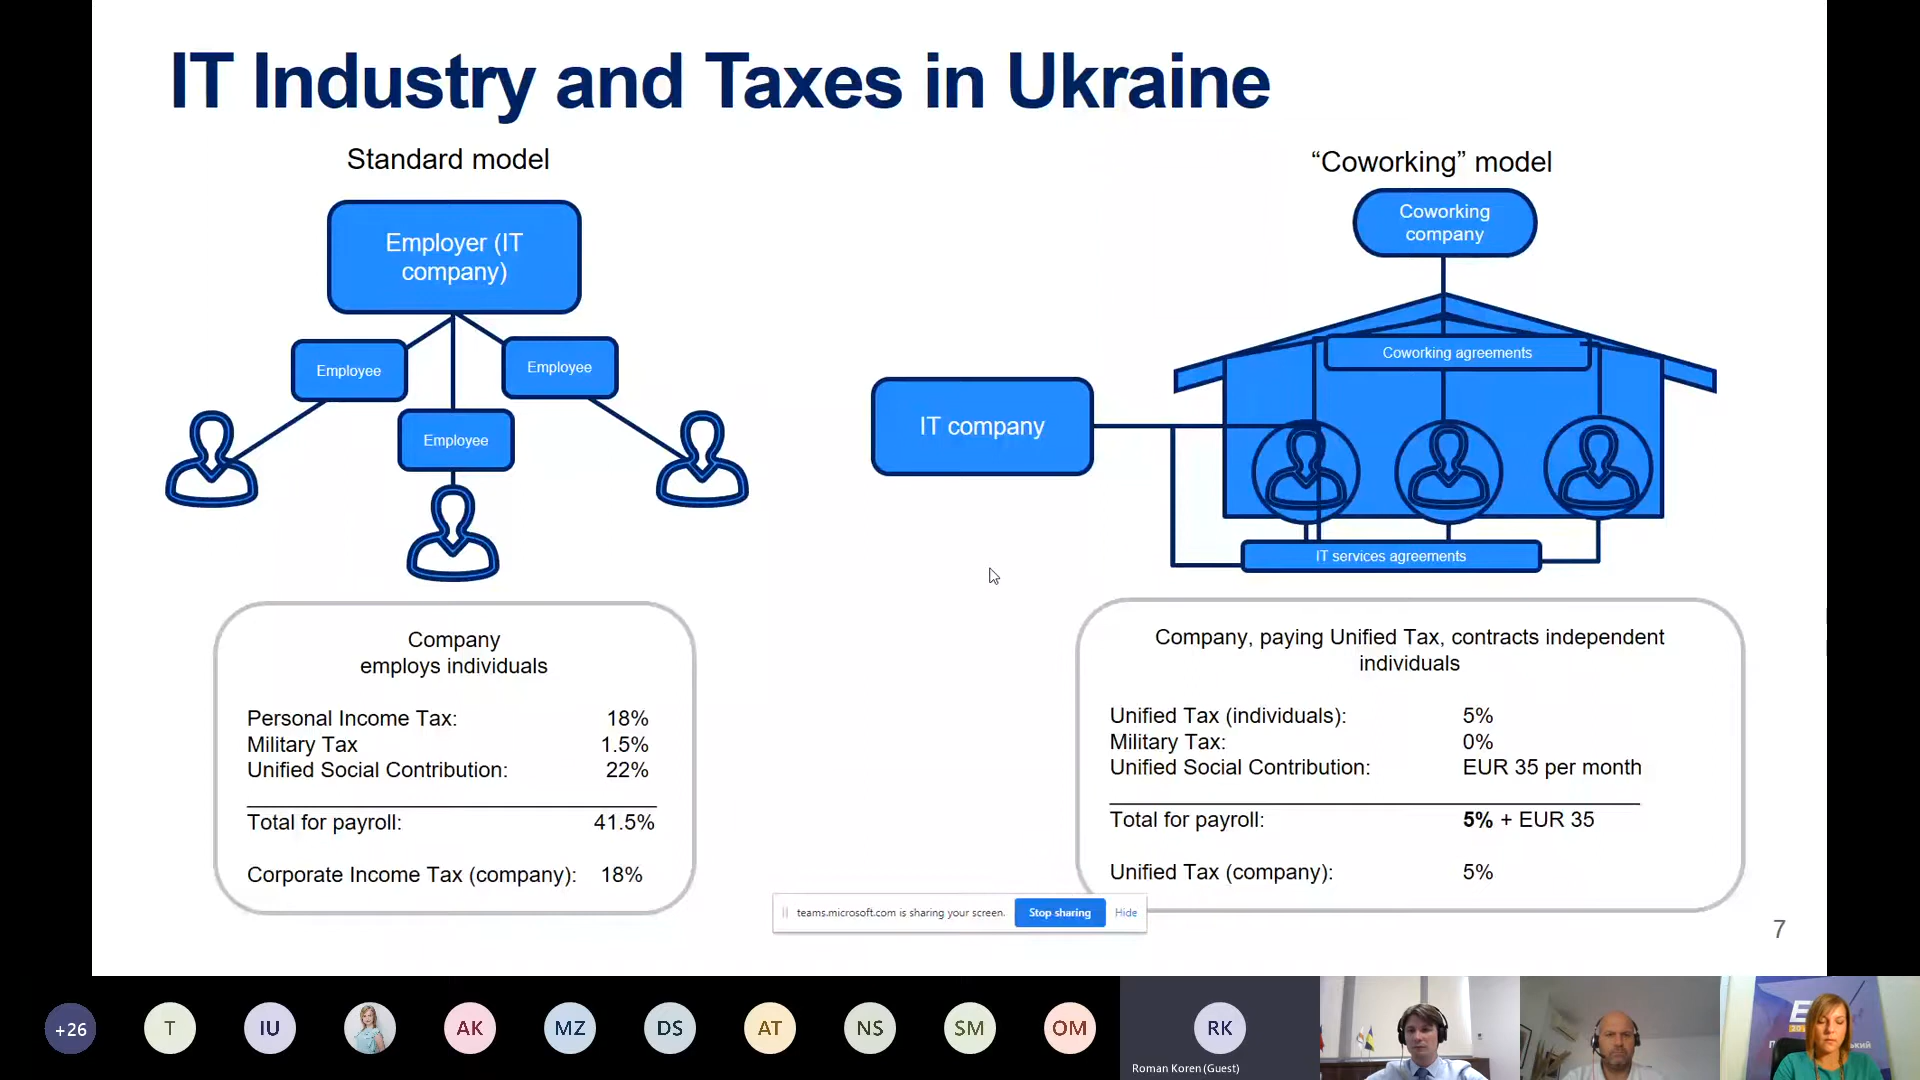 IT Industry and Taxes in Ukraine
Standard model
Employer (IT
company)
Employee
Employee
Employee
“Coworking” model
Coworking
company
Coworking agreements
IT company
IT services agreements
Company
employs individuals
Personal Income Tax: 18%
Military Tax 1.5%
Unified Social Contribution: 22%
Total for payroll: 41.5%
Corporate Income Tax (company): 18%
Company, paying Unified Tax, contracts independent
individuals
Unified Tax (individuals): 5%
Military Tax: 0%
Unified Social Contribution: EUR 35 per month
Total for payroll: 5% + EUR 35
Unified Tax (company): 5%
teams.microsoft.com is sharing your screen. Stop sharing Hide
7
+26 T IU AK MZ DS AT NS SM OM RK
Roman Koren (Guest)